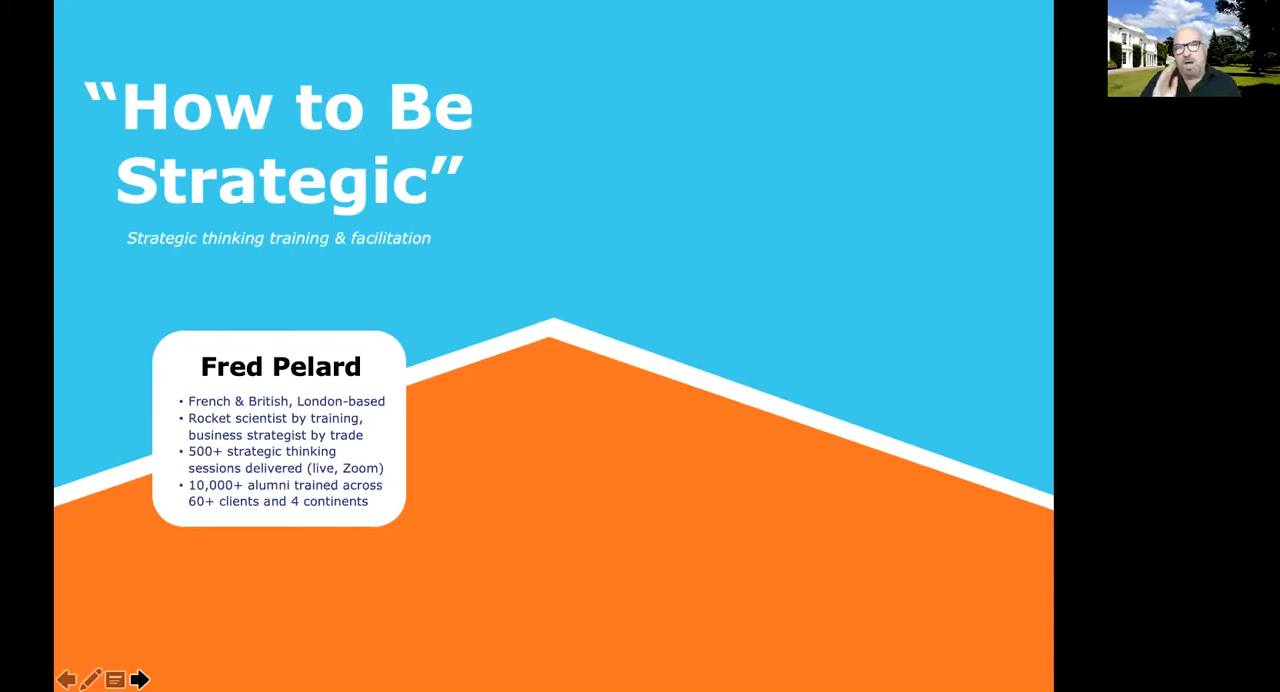 “How to Be
Strategic”
Strategic thinking training & facilitation
Fred Pelard
• French & British, London-based
• Rocket scientist by training,
business strategist by trade
• 500+ strategic thinking
sessions delivered (live, Zoom)
• 10,000+ alumni trained across
60+ clients and 4 continents